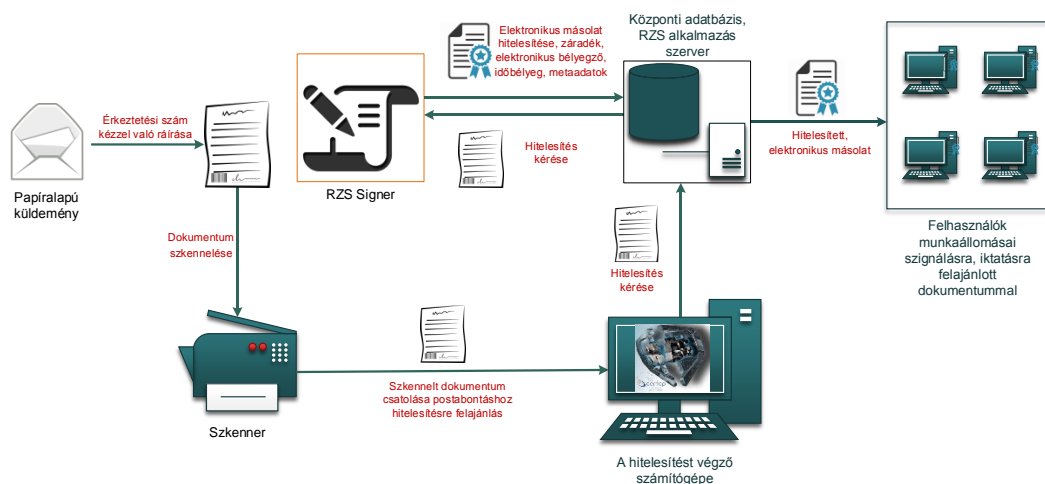 Elektronikus másolat
hitelesítése, záradék,
elektronikus bélyegző,
időbélyeg, metaadatok
Központi adatbázis,
RZS alkalmazás
szerver
Érkeztetési szám
kézzel való ráírása
Hitelesítés
kérése
Hitelesített,
elektronikus másolat
Papíralapú
küldemény
RZS Signer
Dokumentum
szkennelése
Hitelesítés
kérése
Felhasználók
munkaállomásai
szignálásra, iktatásra
felajánlott
dokumentummal
Szkennelt dokumentum
csatolása postabontáshoz
hitelesítésre felajánlás
Szkenner
A hitelesítést végző
számítógépe